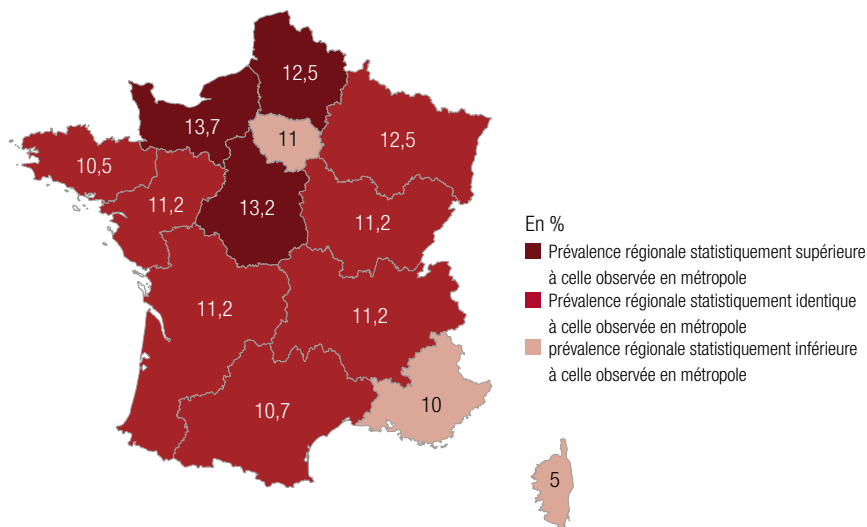 12,5
13,7
11
12,5
10,5
11,2
13,2
11,2
En %
Prévalence régionale statistiquement supérieure
à celle observée en métropole
Prévalence régionale statistiquement identique
à celle observée en métropole
prévalence régionale statistiquement inférieure
à celle observée en métropole
11,2
11,2
10,7
10
5